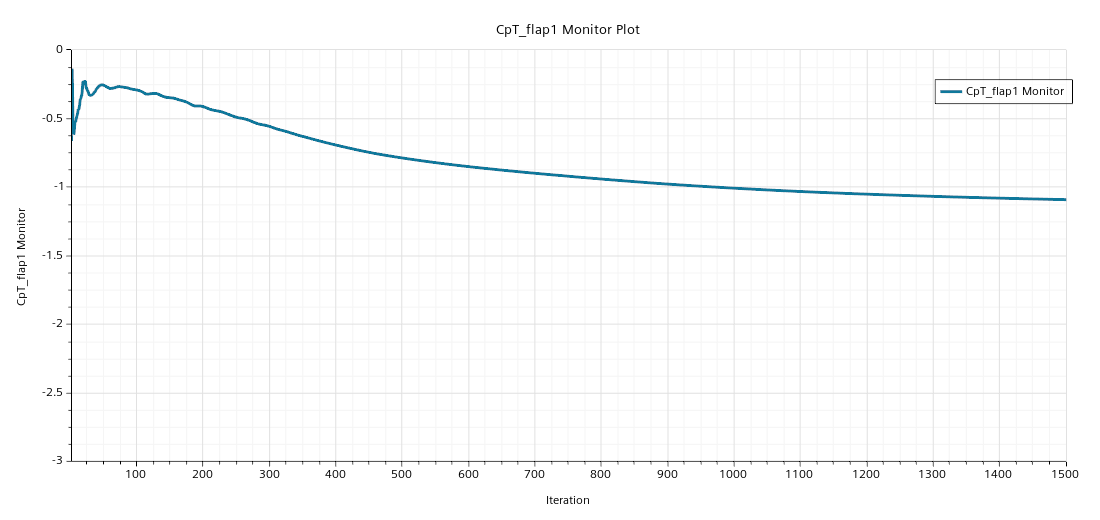 CpT_flap1 Monitor Plot
CpT_flap1 Monitor
CpT_flap1 Monitor
0
-0.5
-1
-1.5
-2
-2.5
-3
100 200 300 400 500 600 700 800 900 1000 1100 1200 1300 1400 1500
Iteration